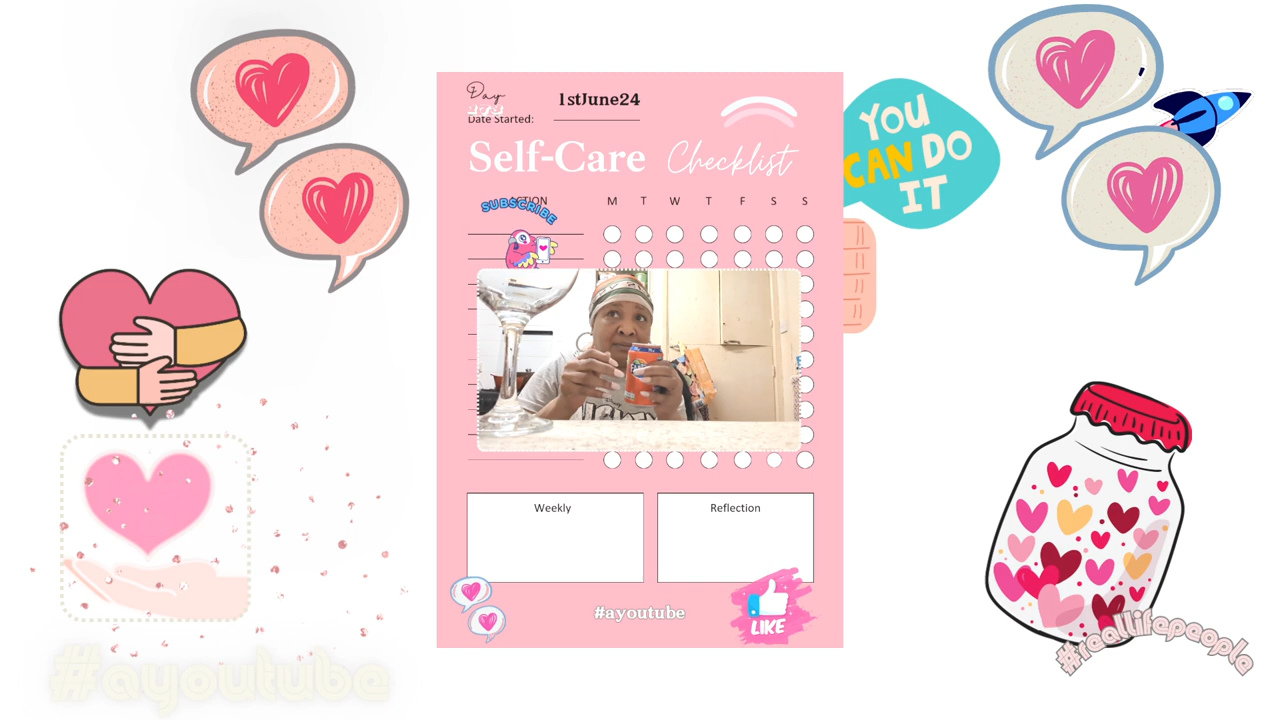 Day
1stJune24
Date Started:
Self-Care Checklist
SUBSCRIBE
M T W T F S S
YOU
CAN DO
IT
Weekly
Reflection
#ayoutube
LIKE
#ayoutube
#reallifepeople